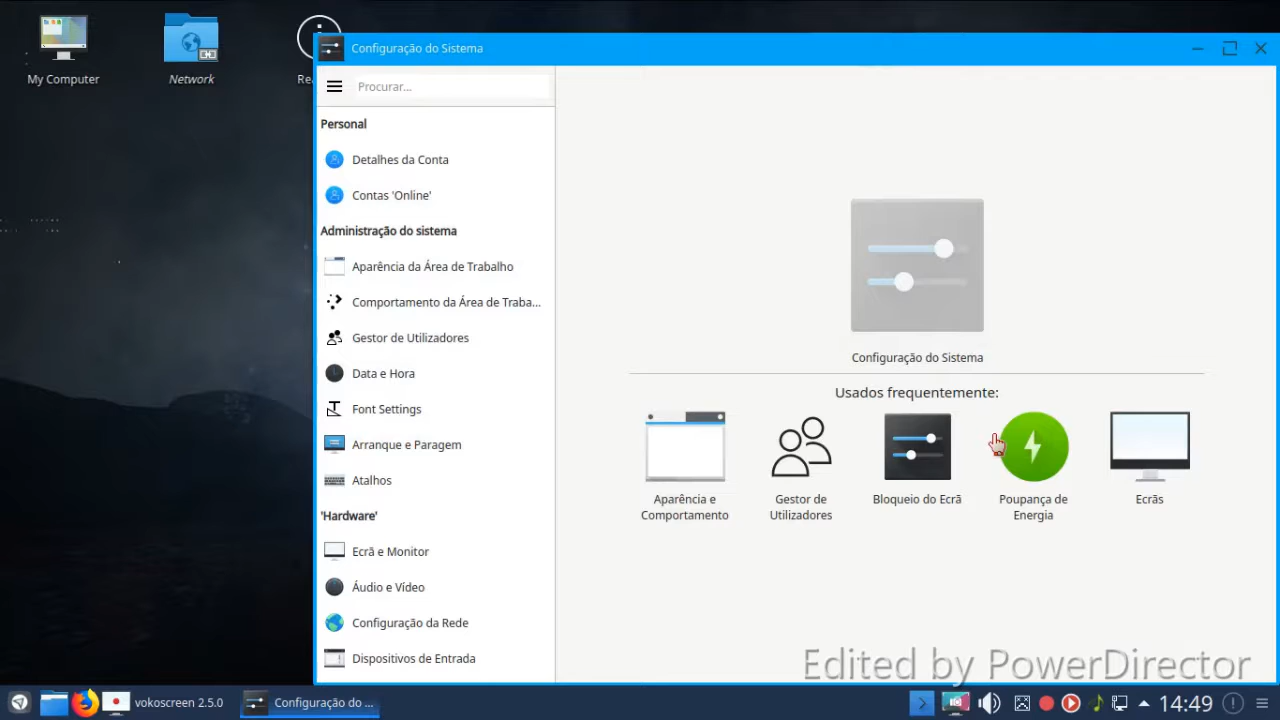 My Computer
Network
Configuração do Sistema
Procurar...
Personal
Detalhes da Conta
Contas 'Online'
Administração do sistema
Aparência da Área de Trabalho
Comportamento da Área de Traba...
Gestor de Utilizadores
Data e Hora
Font Settings
Arranque e Paragem
Atalhos
'Hardware'
Ecrã e Monitor
Áudio e Vídeo
Configuração da Rede
Dispositivos de Entrada
Configuração do Sistema
Usados frequentemente:
Aparência e
Comportamento
Gestor de
Utilizadores
Bloqueio do Ecrã
Poupança de
Energia
Ecrãs
Edited by PowerDirector
vokoscreen 2.5.0
Configuração do ...
14:49